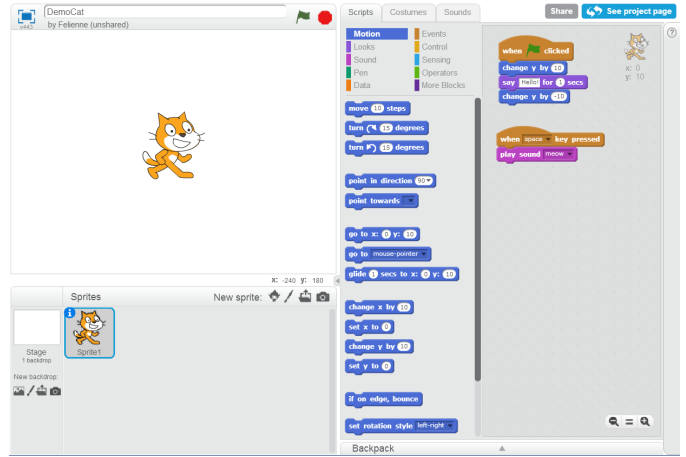 DemoCat
v443
by Felienne (unshared)
x: -240 y: 180
Sprites
New sprite:
Stage
1 backdrop
Sprite1
New backdrop:
Scripts
Costumes
Sounds
Share
See project page
Motion
Looks
Sound
Pen
Data
Events
Control
Sensing
Operators
More Blocks
move 10 steps
turn 15 degrees
turn 15 degrees
point in direction 90
point towards
go to x: 0 y: 10
go to mouse-pointer
glide 1 secs to x: 0 y: 10
change x by 10
set x to 0
change y by 10
set y to 0
if on edge, bounce
set rotation style left-right
when clicked
change y by 10
say Hello! for 1 secs
change y by -10
x: 0
y: 10
when space key pressed
play sound meow
Backpack
?